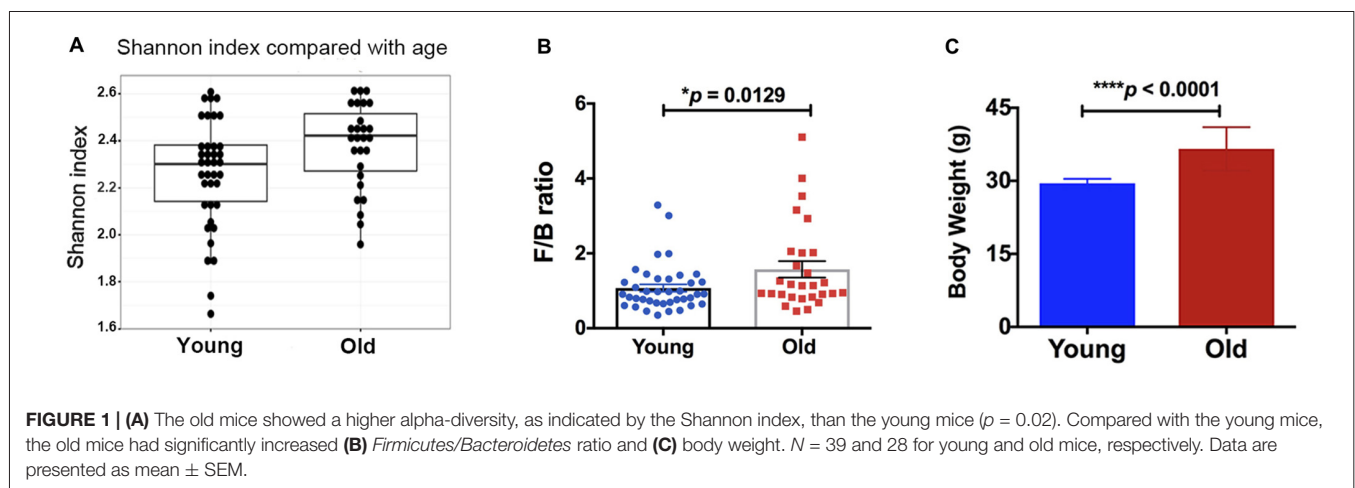 A Shannon index compared with age
Shannon index
2.6
2.4
2.2
2.0
1.8
1.6
Young Old
B
*p = 0.0129
F/B ratio
6
4
2
0
Young Old
C
****p < 0.0001
Body Weight (g)
45
30
15
0
Young Old
FIGURE 1 | (A) The old mice showed a higher alpha-diversity, as indicated by the Shannon index, than the young mice (p = 0.02). Compared with the young mice,
the old mice had significantly increased (B) Firmicutes/Bacteroidetes ratio and (C) body weight. N = 39 and 28 for young and old mice, respectively. Data are
presented as mean ± SEM.